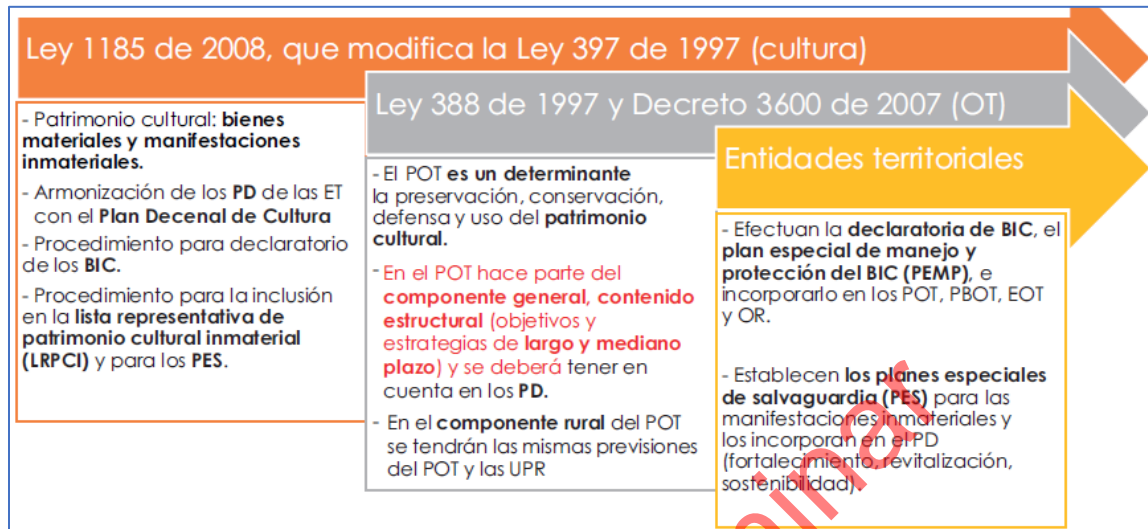 Ley 1185 de 2008, que modifica la Ley 397 de 1997 (cultura)
- Patrimonio cultural: bienes
materiales y manifestaciones
inmateriales.
- Armonización de los PD de las ET
con el Plan Decenal de Cultura
- Procedimiento para declaratorio
de los BIC.
- Procedimiento para la inclusión
en la lista representativa de
patrimonio cultural inmaterial
(LRPCI) y para los PES.
Ley 388 de 1997 y Decreto 3600 de 2007 (OT)
- El POT es un determinante
la preservación, conservación,
defensa y uso del patrimonio
cultural.
- En el POT hace parte del
componente general, contenido
estructural (objetivos y
estrategias de largo y mediano
plazo) y se deberá tener en
cuenta en los PD.
- En el componente rural del POT
se tendrán las mismas previsiones
del POT y las UPR
Entidades territoriales
- Efectuan la declaratoria de BIC, el
plan especial de manejo y
protección del BIC (PEMP), e
incorporarlo en los POT, PBOT, EOT
y OR.
- Establecen los planes especiales
de salvaguardia (PES) para las
manifestaciones inmateriales y
los incorporan en el PD
(fortalecimiento, revitalización,
sostenibilidad).
minar